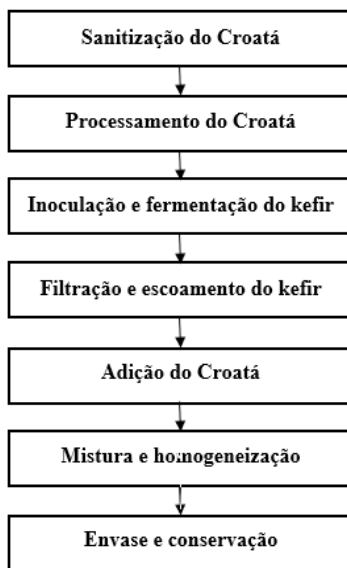 Sanitização do Croatá
Processamento do Croatá
Inoculação e fermentação do kefir
Filtração e escoamento do kefir
Adição do Croatá
Mistura e homogeneização
Envase e conservação